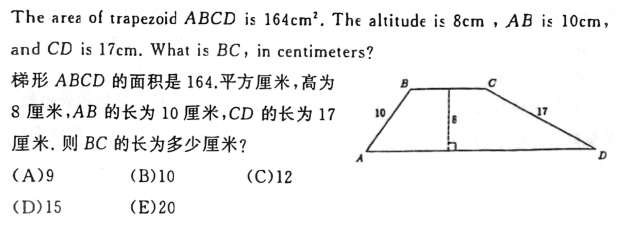 The area of trapezoid ABCD is 164cm². The altitude is 8cm , AB is 10cm,
and CD is 17cm. What is BC, in centimeters?
梯形 ABCD 的面积是 164.平方厘米,高为
8 厘米,AB 的长为 10 厘米,CD 的长为 17
厘米. 则 BC 的长为多少厘米?
(A)9 (B)10 (C)12
(D)15 (E)20
B C
10 8 17
A D